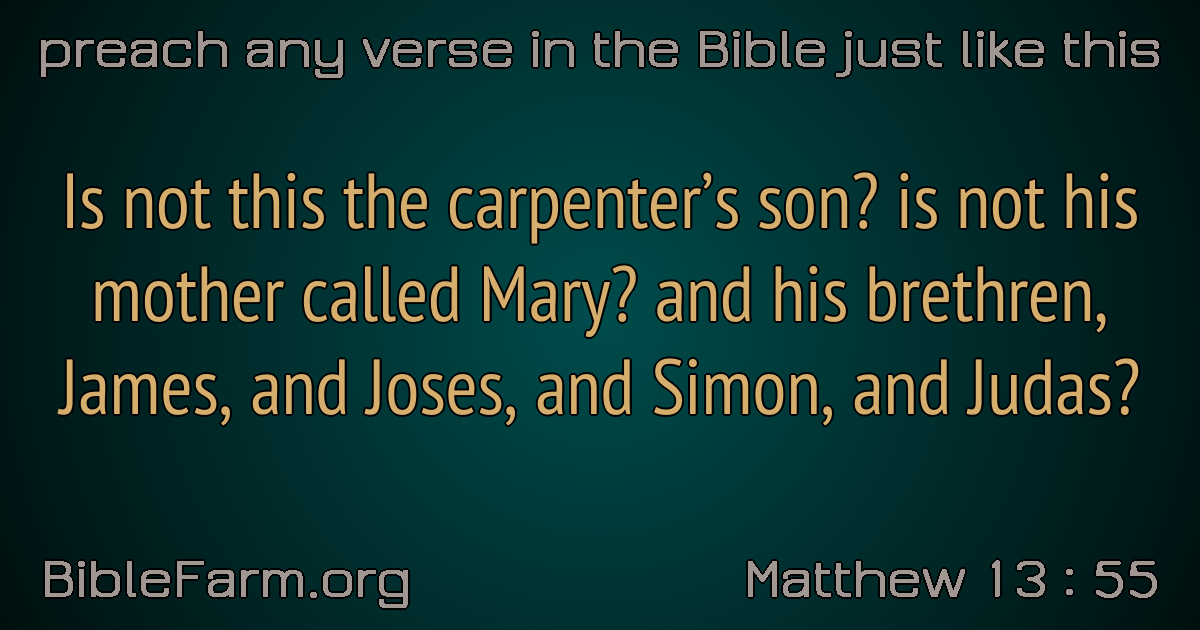 preach any verse in the Bible just like this
Is not this the carpenter’s son? is not his
mother called Mary? and his brethren,
James, and Joses, and Simon, and Judas?
BibleFarm.org
Matthew 13 : 55